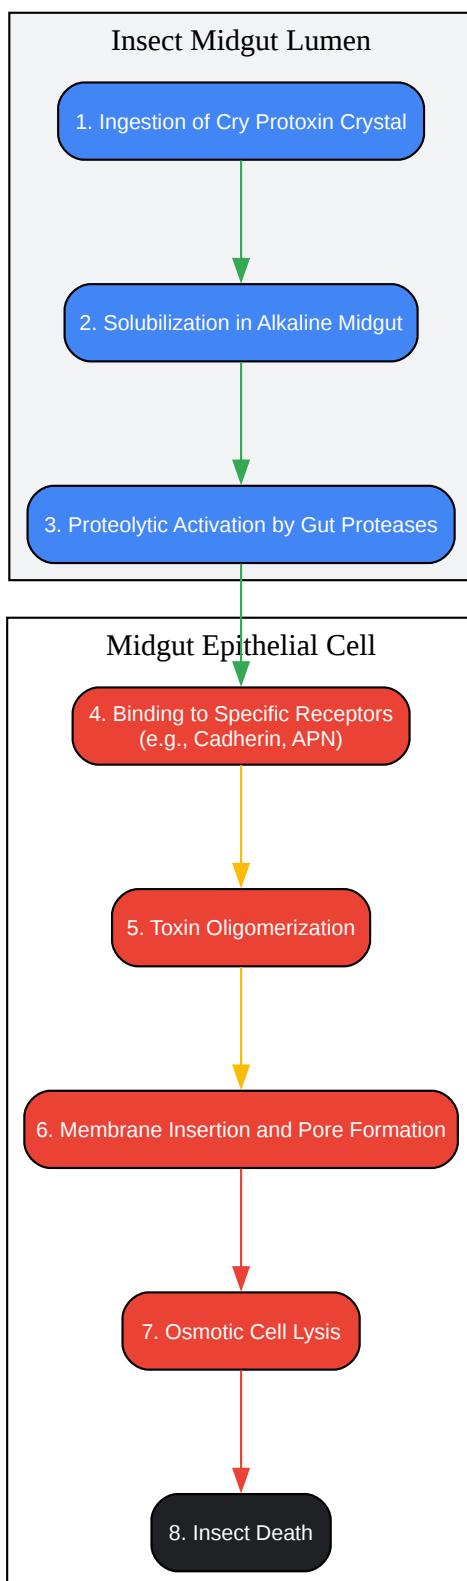 Insect Midgut Lumen
1. Ingestion of Cry Protoxin Crystal
2. Solubilization in Alkaline Midgut
3. Proteolytic Activation by Gut Proteases
Midgut Epithelial Cell
4. Binding to Specific Receptors
(e.g., Cadherin, APN)
5. Toxin Oligomerization
6. Membrane Insertion and Pore Formation
7. Osmotic Cell Lysis
8. Insect Death